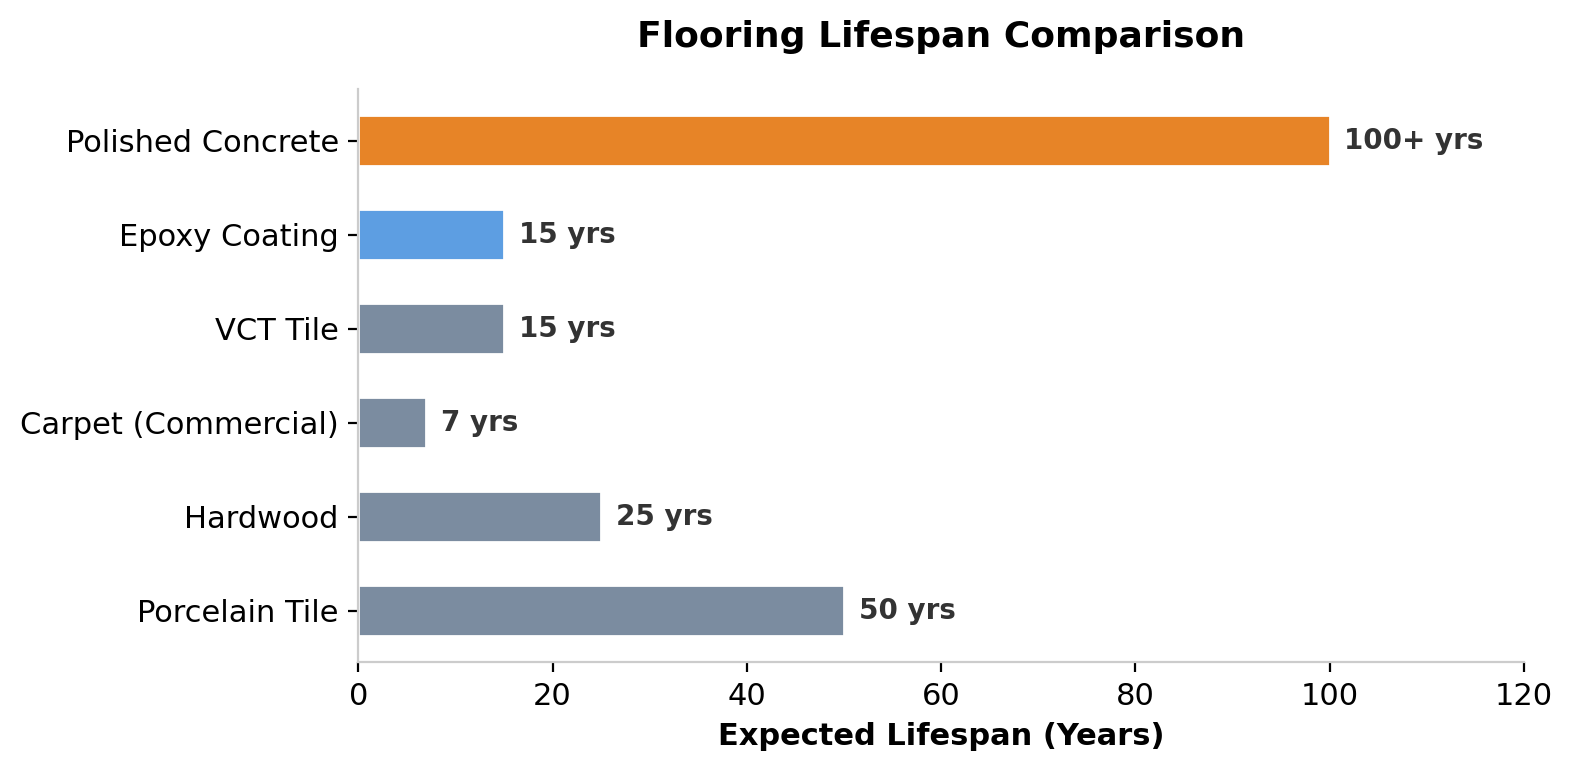 Flooring Lifespan Comparison
Polished Concrete
100+ yrs
Epoxy Coating
15 yrs
VCT Tile
15 yrs
Carpet (Commercial)
7 yrs
Hardwood
25 yrs
Porcelain Tile
50 yrs
0 20 40 60 80 100 120
Expected Lifespan (Years)